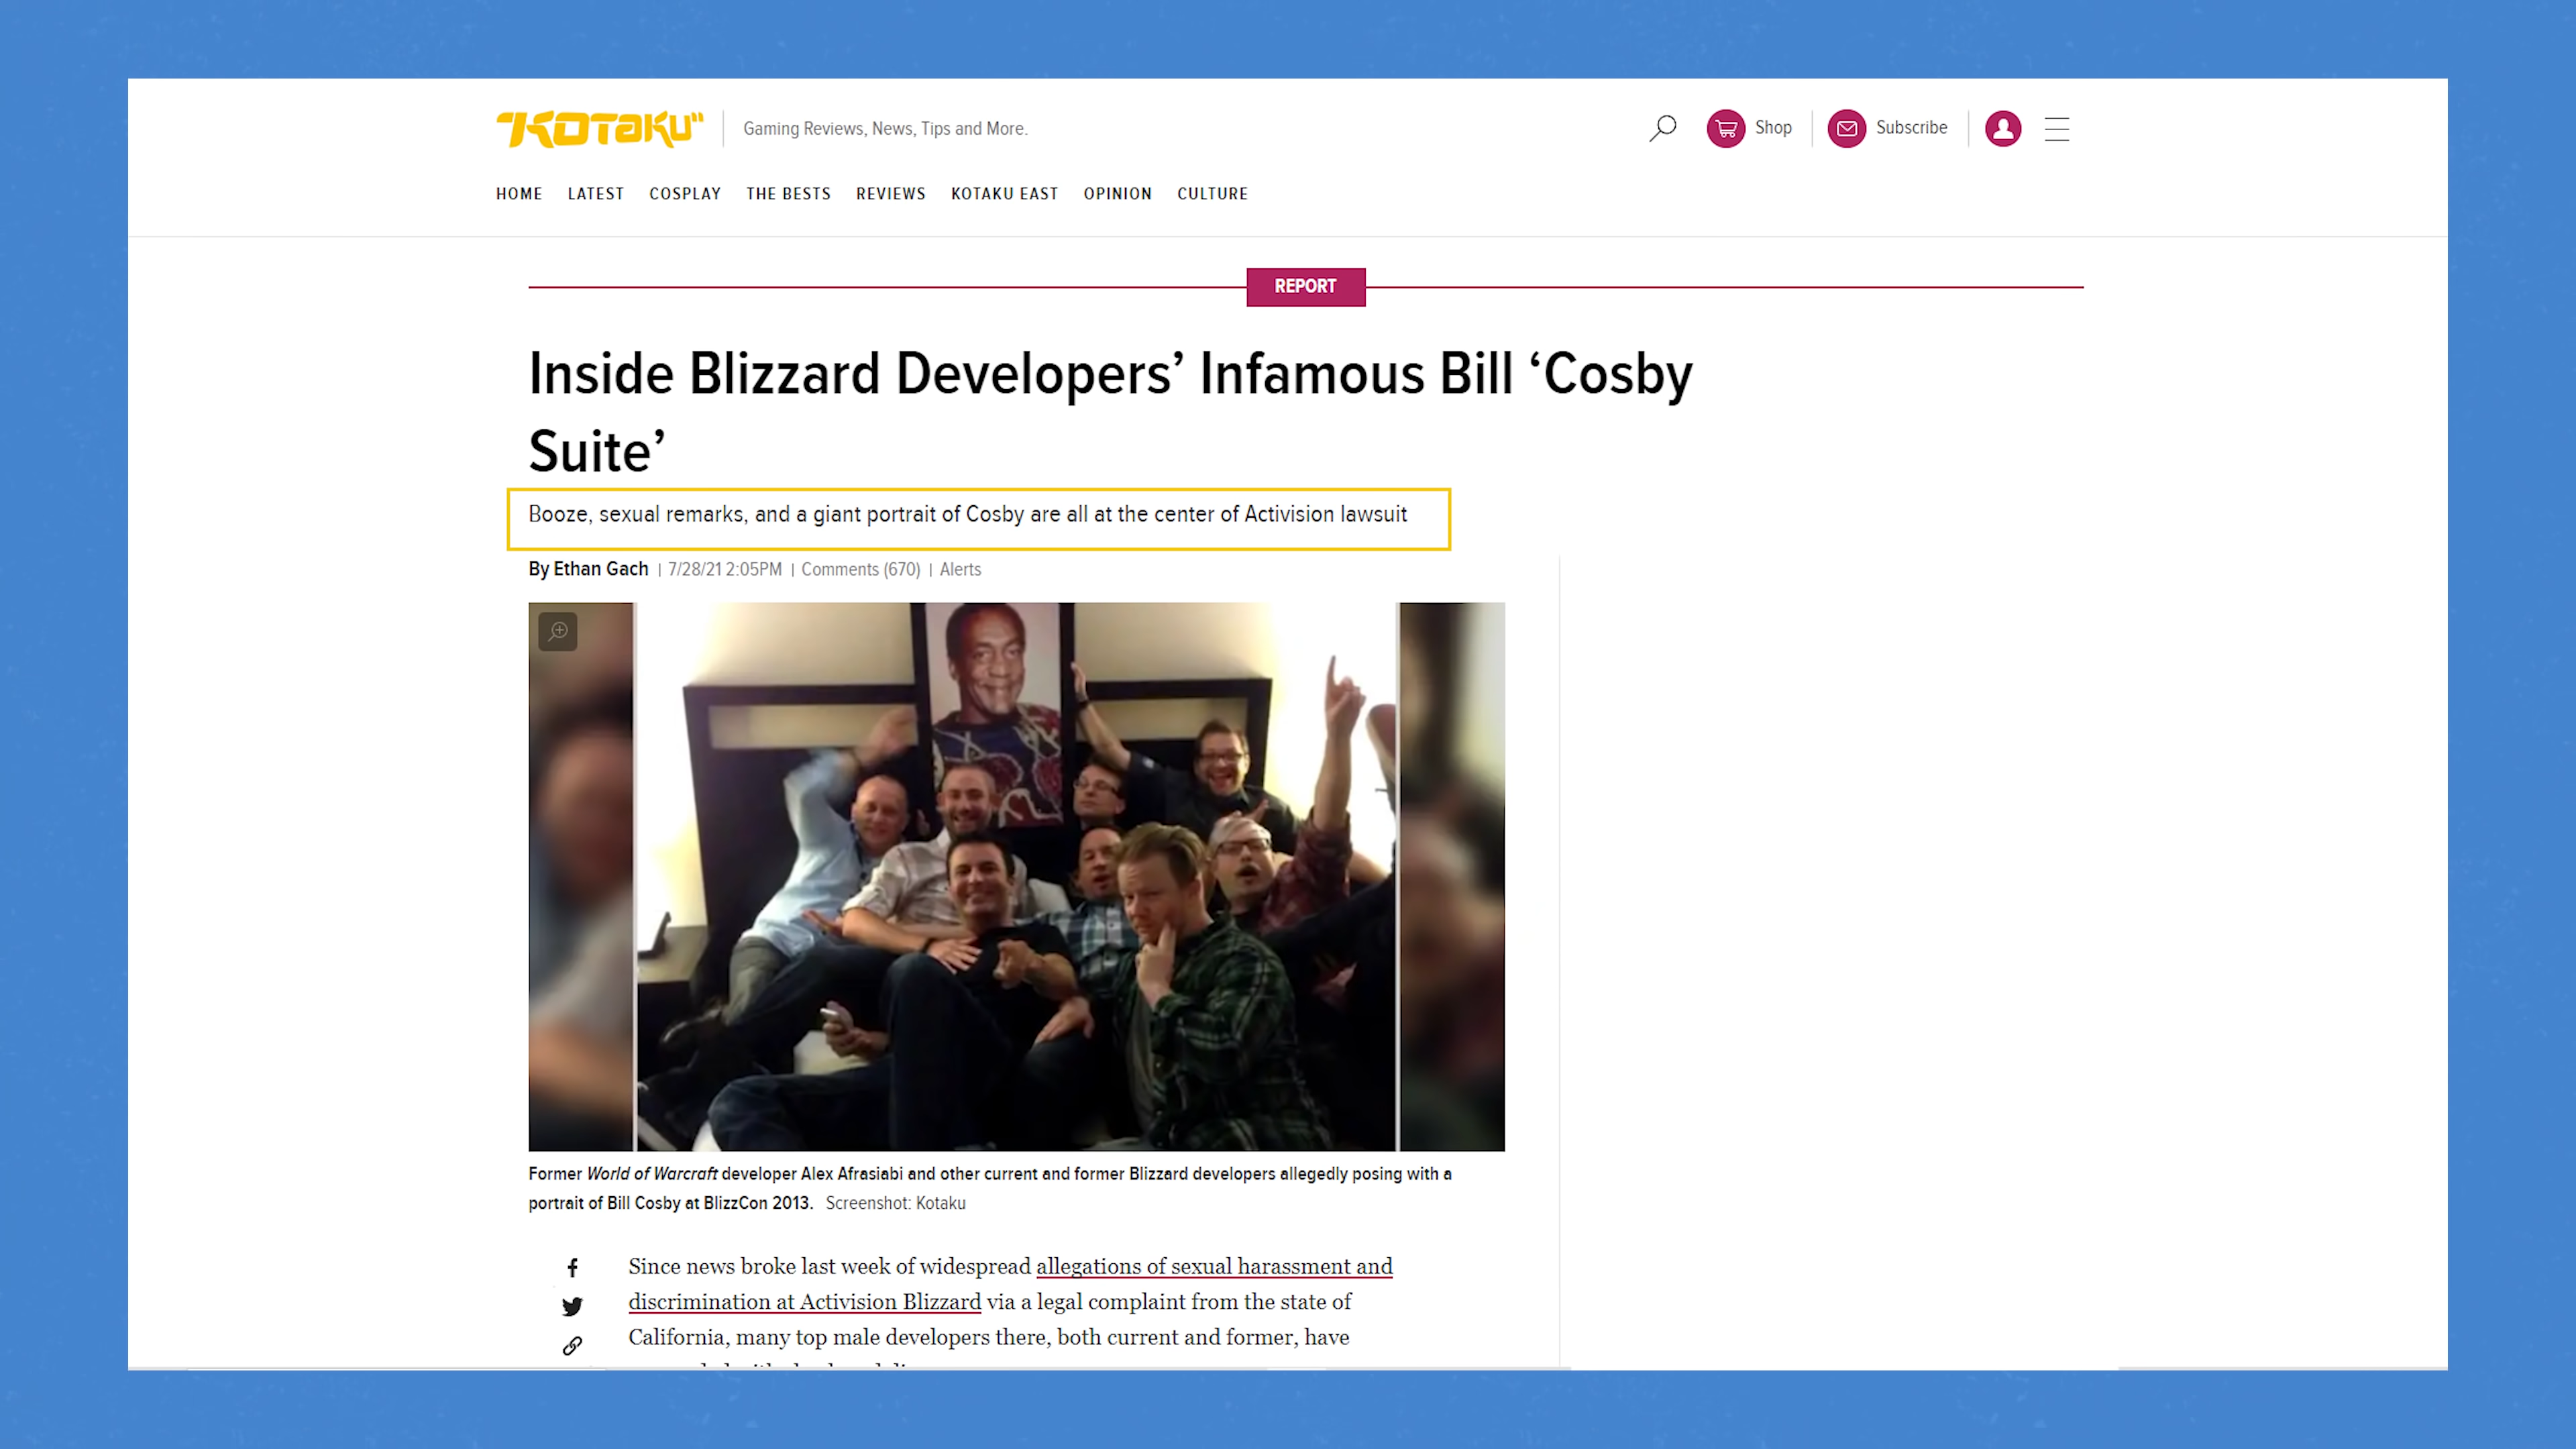 "KOTAKU"
Gaming Reviews, News, Tips and More.
Shop
Subscribe
HOME LATEST COSPLAY THE BESTS REVIEWS KOTAKU EAST OPINION CULTURE
REPORT
Inside Blizzard Developers’ Infamous Bill ‘Cosby
Suite’
Booze, sexual remarks, and a giant portrait of Cosby are all at the center of Activision lawsuit
By Ethan Gach | 7/28/21 2:05PM | Comments (670) | Alerts
Former World of Warcraft developer Alex Afrasiabi and other current and former Blizzard developers allegedly posing with a
portrait of Bill Cosby at BlizzCon 2013. Screenshot: Kotaku
Since news broke last week of widespread allegations of sexual harassment and
discrimination at Activision Blizzard via a legal complaint from the state of
California, many top male developers there, both current and former, have